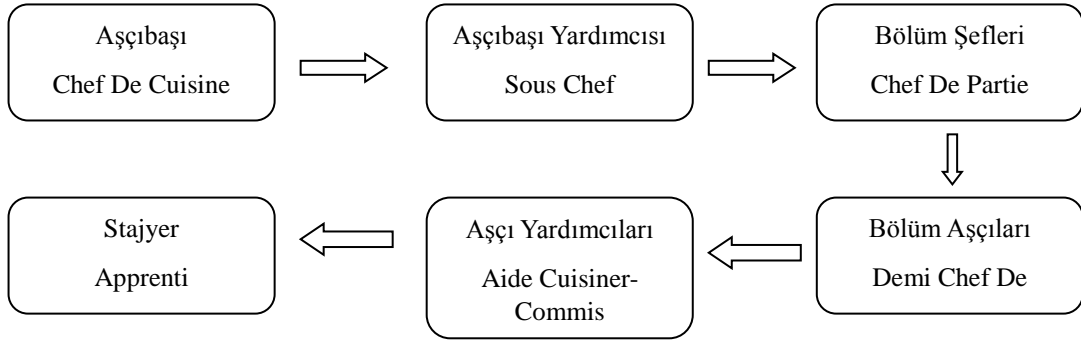 Aşçıbaşı
Chef De Cuisine
Aşçıbaşı Yardımcısı
Sous Chef
Bölüm Şefleri
Chef De Partie
Bölüm Aşçıları
Demi Chef De
Aşçı Yardımcıları
Aide Cuisiner-
Commis
Stajyer
Apprenti